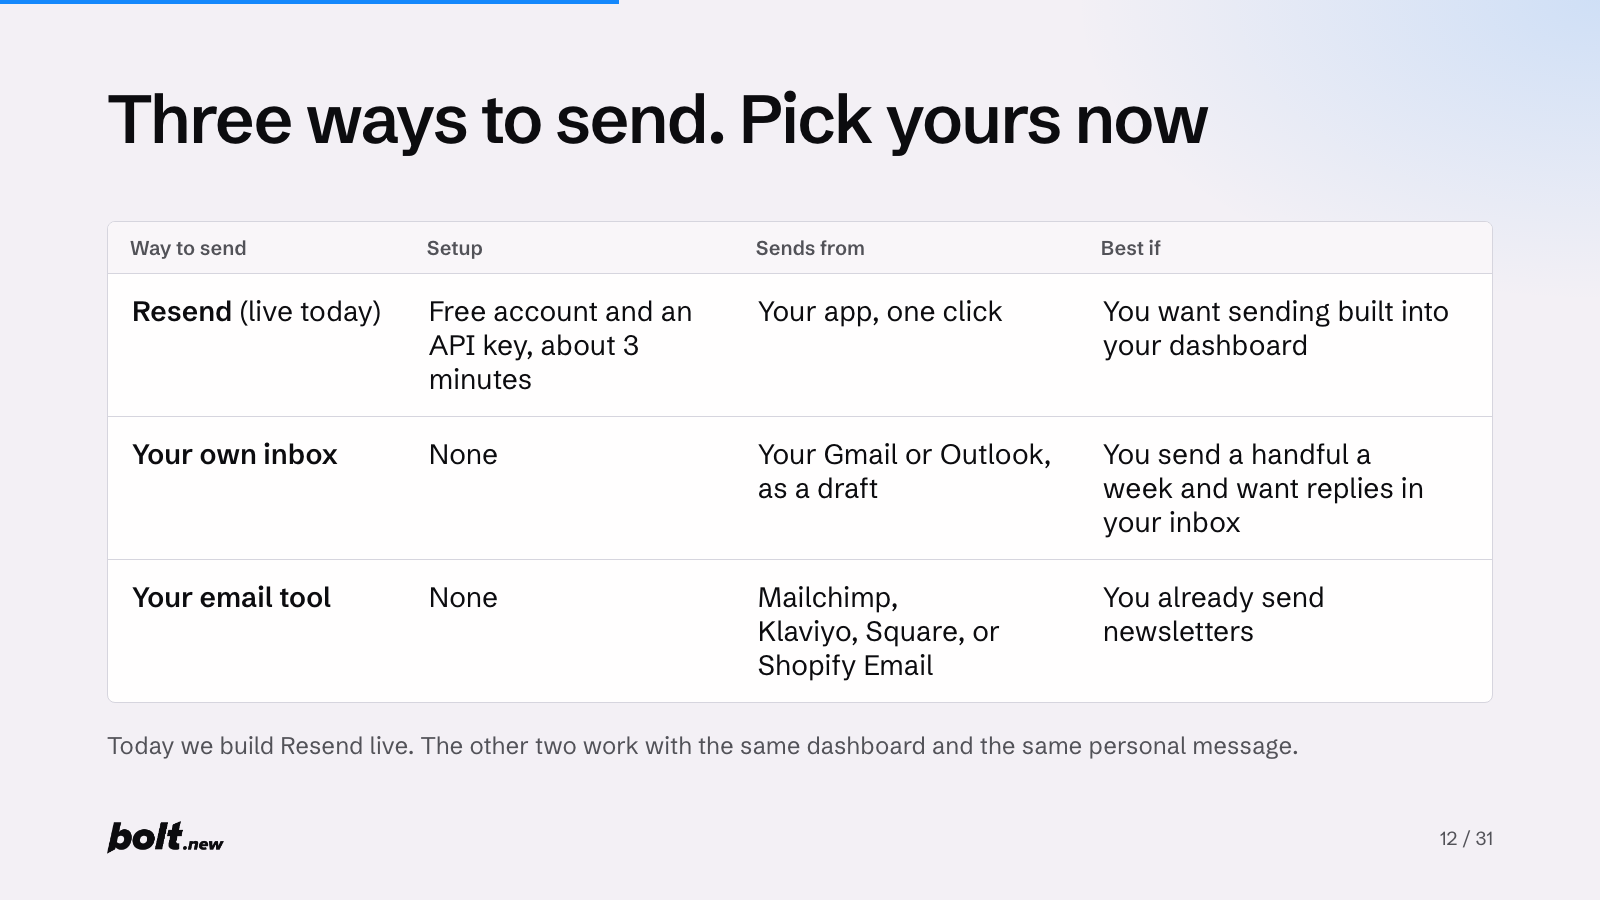 Three ways to send. Pick yours now
Way to send Setup Sends from Best if
Resend (live today)
Free account and an
API key, about 3
minutes
Your app, one click
You want sending built into
your dashboard
Your own inbox
None
Your Gmail or Outlook,
as a draft
You send a handful a
week and want replies in
your inbox
Your email tool
None
Mailchimp,
Klaviyo, Square, or
Shopify Email
You already send
newsletters
Today we build Resend live. The other two work with the same dashboard and the same personal message.
bolt.new
12 / 31